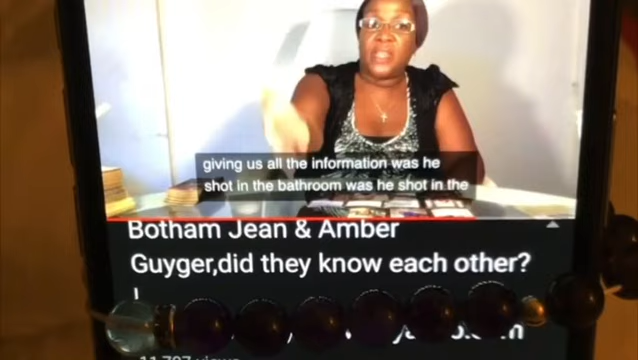 giving us all the information was he
shot in the bathroom was he shot in the
Botham Jean & Amber
Guyger,did they know each other?